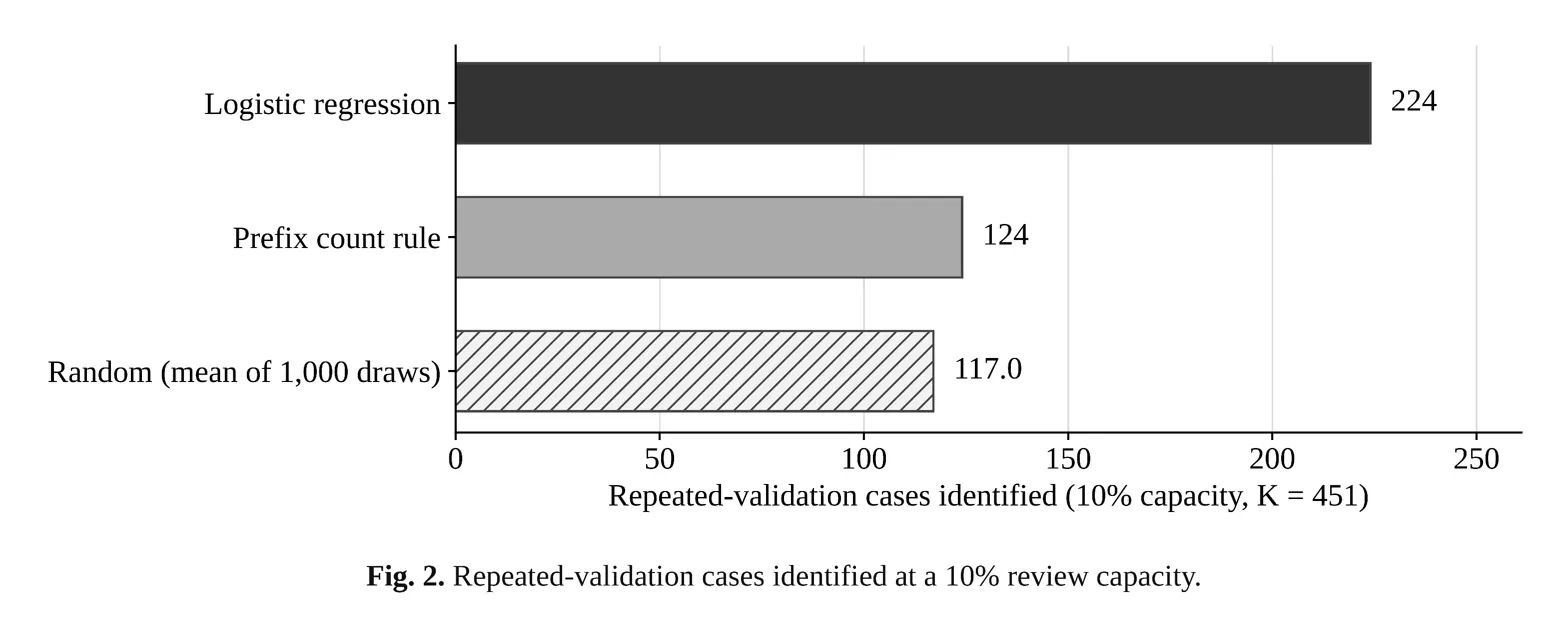 Logistic regression
224
Prefix count rule
124
Random (mean of 1,000 draws)
117.0
0 50 100 150 200 250
Repeated-validation cases identified (10% capacity, K = 451)
Fig. 2. Repeated-validation cases identified at a 10% review capacity.